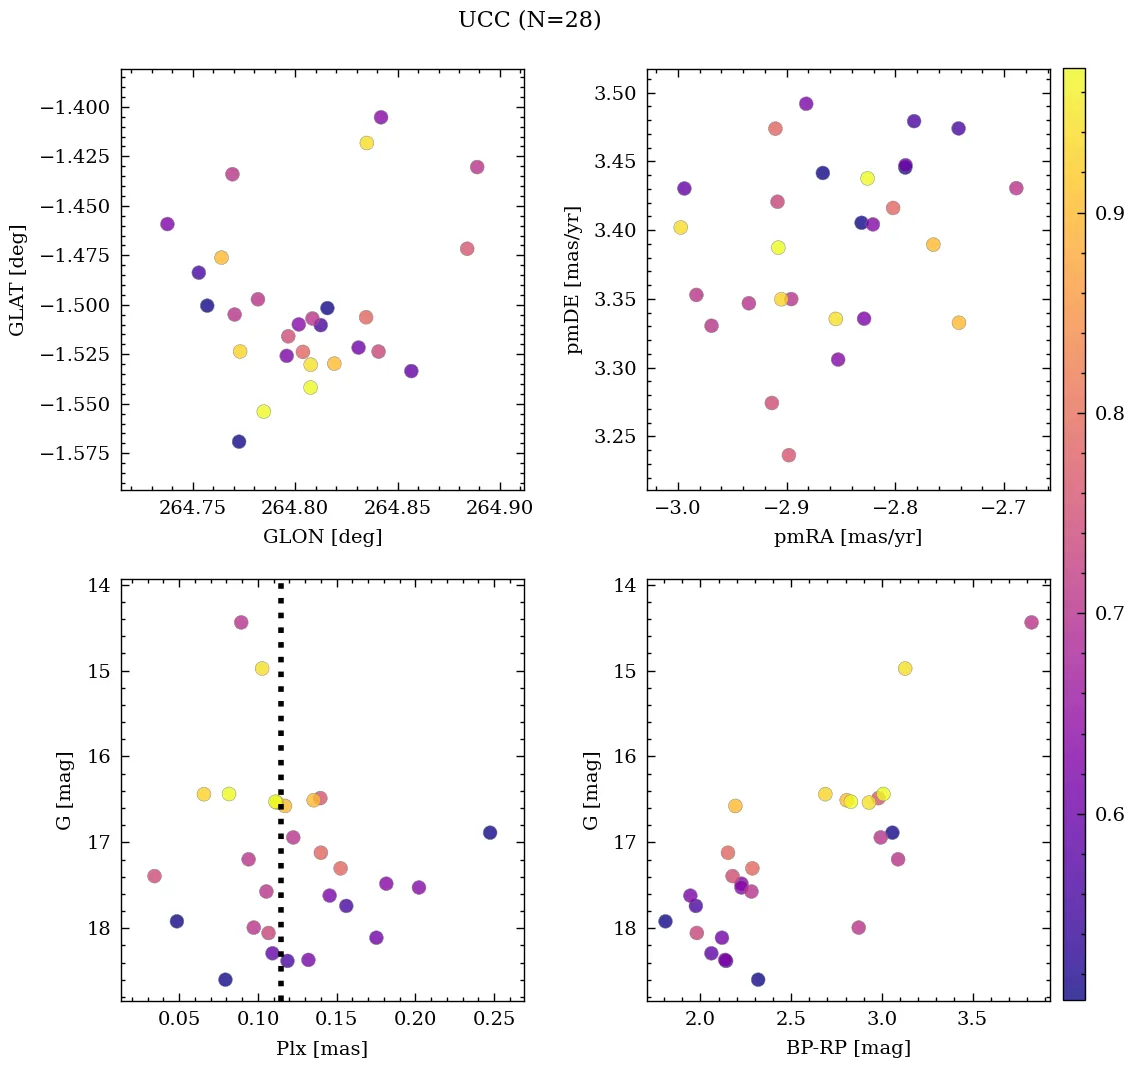 UCC (N=28)
−1.400
−1.425
−1.450
−1.475
−1.500
−1.525
−1.550
−1.575
GLAT [deg]
264.75 264.80 264.85 264.90
GLON [deg]
3.50
3.45
3.40
3.35
3.30
3.25
pmDE [mas/yr]
−3.0 −2.9 −2.8 −2.7
pmRA [mas/yr]
0.9
0.8
0.7
0.6
14
15
16
17
18
G [mag]
0.05 0.10 0.15 0.20 0.25
Plx [mas]
14
15
16
17
18
G [mag]
2.0 2.5 3.0 3.5
BP-RP [mag]